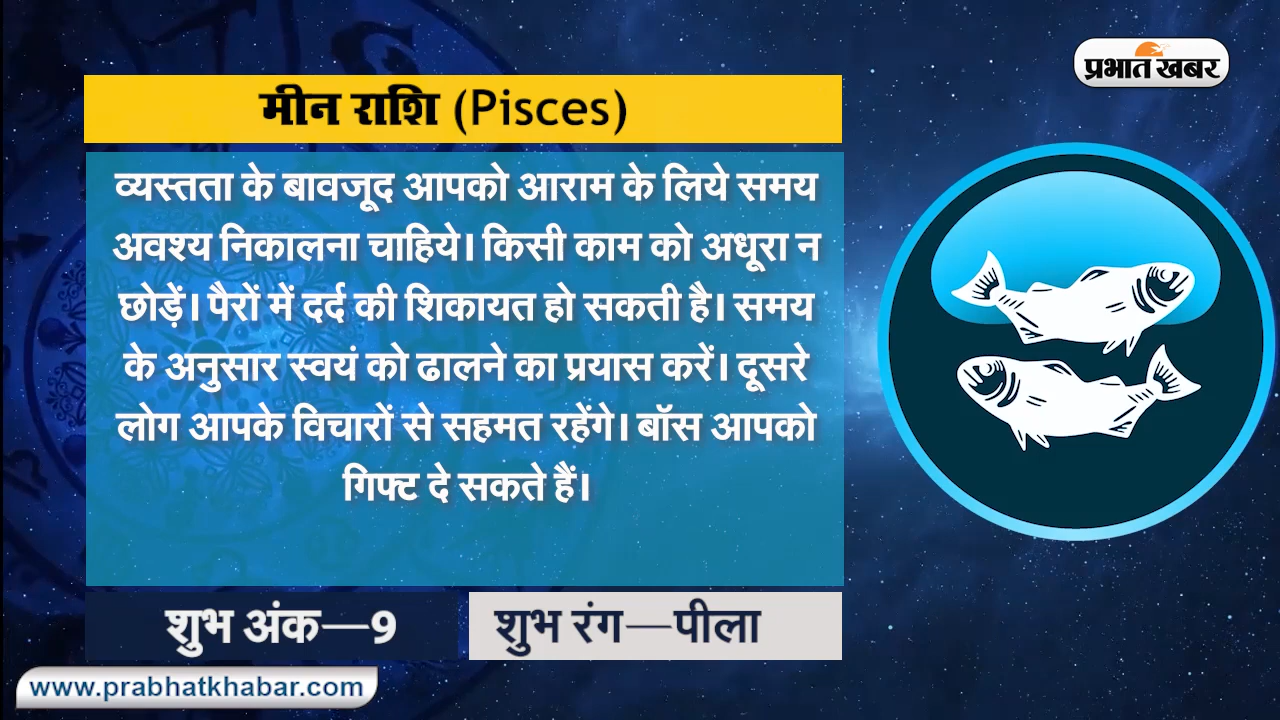 प्रभात खबर
मीन राशि (Pisces)
व्यस्तता के बावजूद आपको आराम के लिये समय
अवश्य निकालना चाहिये। किसी काम को अधूरा न
छोड़ें। पैरों में दर्द की शिकायत हो सकती है। समय
के अनुसार स्वयं को ढालने का प्रयास करें। दूसरे
लोग आपके विचारों से सहमत रहेंगे। बॉस आपको
गिफ्ट दे सकते हैं।
शुभ अंक—9
शुभ रंग—पीला
www.prabhatkhabar.com